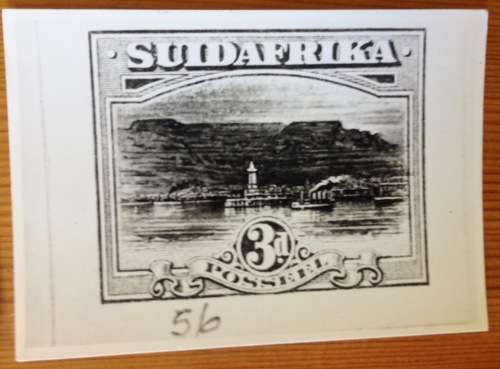 · SUIDAFRIKA ·
3d
POSSEEL
56